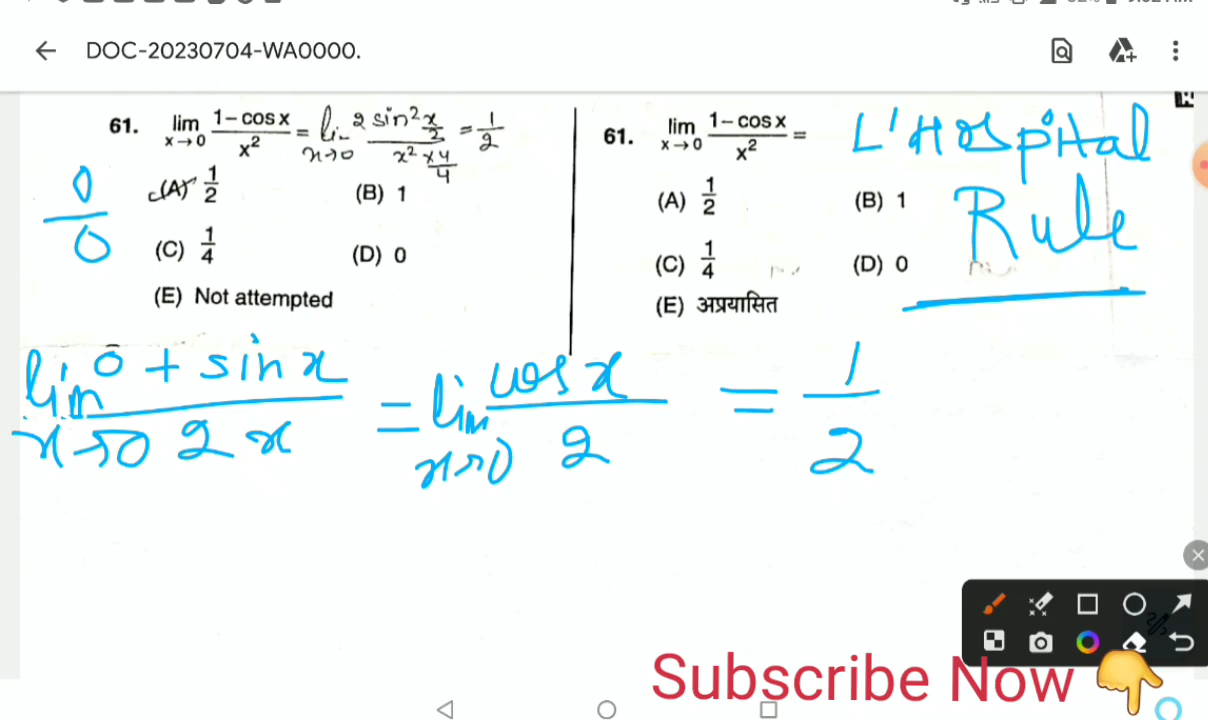 DOC-20230704-WA0000.
61. lim x→0 1-cos x / x² = lim x→0 2 sin² x/2 / x² × 4/4 = 1/2
(A) 1/2 (B) 1
(C) 1/4 (D) 0
(E) Not attempted
0/0
61. lim x→0 1-cos x / x² =
(A) 1/2 (B) 1
(C) 1/4 (D) 0
(E) अप्रयासित
L'Hospital
Rule
lim x→0 0 + sin x / 2x = lim x→0 cos x / 2 = 1/2
Subscribe Now